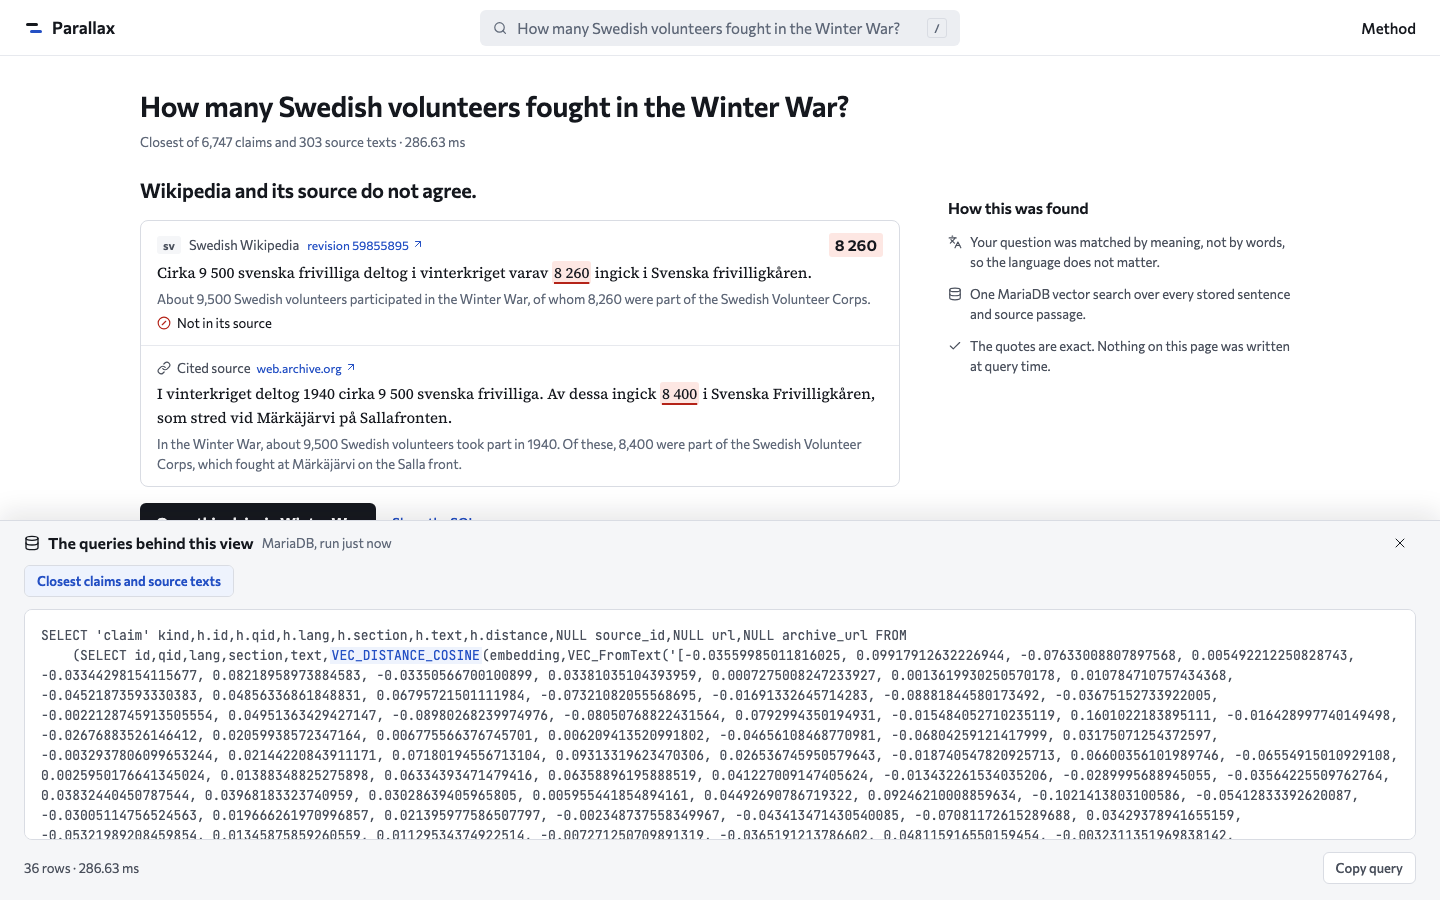 Parallax
How many Swedish volunteers fought in the Winter War?
/
Method
How many Swedish volunteers fought in the Winter War?
Closest of 6,747 claims and 303 source texts · 286.63 ms
Wikipedia and its source do not agree.
sv Swedish Wikipedia revision 59855895
8 260
Cirka 9 500 svenska frivilliga deltog i vinterkriget varav 8 260 ingick i Svenska frivilligkåren.
About 9,500 Swedish volunteers participated in the Winter War, of whom 8,260 were part of the Swedish Volunteer Corps.
Not in its source
Cited source web.archive.org
I vinterkriget deltog 1940 cirka 9 500 svenska frivilliga. Av dessa ingick 8 400 i Svenska Frivilligkåren,
som stred vid Märkäjärvi på Sallafronten.
In the Winter War, about 9,500 Swedish volunteers took part in 1940. Of these, 8,400 were part of the Swedish Volunteer
Corps, which fought at Märkäjärvi on the Salla front.
How this was found
Your question was matched by meaning, not by words,
so the language does not matter.
One MariaDB vector search over every stored sentence
and source passage.
The quotes are exact. Nothing on this page was written
at query time.
The queries behind this view MariaDB, run just now
Closest claims and source texts
SELECT 'claim' kind,h.id,h.qid,h.lang,h.section,h.text,h.distance,NULL source_id,NULL url,NULL archive_url FROM
(SELECT id,qid,lang,section,text,VEC_DISTANCE_COSINE(embedding,VEC_FromText('[-0.03559985011816025, 0.09917912632226944, -0.07633008807897568, 0.005492212250828743,
-0.03344298154115677, 0.08218958973884583, -0.03350566700100899, 0.03381035104393959, 0.0007275008247233927, 0.0013619930250570178, 0.010784710757434368,
-0.04521873593330383, 0.04856336861848831, 0.06795721501111984, -0.07321082055568695, -0.01691332645714283, -0.08881844580173492, -0.03675152733922005,
-0.0022128745913505554, 0.04951363429427147, -0.08980268239974976, -0.08050768822431564, 0.0792994350194931, -0.015484052710235119, 0.1601022183895111, -0.016428997740149498,
-0.02676883526146412, 0.02059938572347164, 0.006775566376745701, 0.006209413520991802, -0.04656108468770981, -0.06804259121417999, 0.03175071254372597,
-0.0032937806099653244, 0.02144220843911171, 0.07180194556713104, 0.09313319623470306, 0.026536745950579643, -0.018740547820925713, 0.06600356101989746, -0.06554915010929108,
0.0025950176641345024, 0.01388348825275898, 0.06334393471479416, 0.06358896195888519, 0.041227009147405624, -0.013432261534035206, -0.0289995688945055, -0.03564225509762764,
0.03832440450787544, 0.03968183323740959, 0.03028639405965805, 0.005955441854894161, 0.04492690786719322, 0.09246210008859634, -0.1021413803100586, -0.05412833392620087,
-0.03005114756524563, 0.019666261970996857, 0.021395977586507797, -0.002348737558349967, -0.043413471430540085, -0.07081172615289688, 0.03429378941655159,
-0.05321989208459854, 0.01345875859260559, 0.01129534374922514, -0.007271250709891319, -0.0365191213786602, 0.048115916550159454, -0.0032311351969838142,
36 rows · 286.63 ms
Copy query